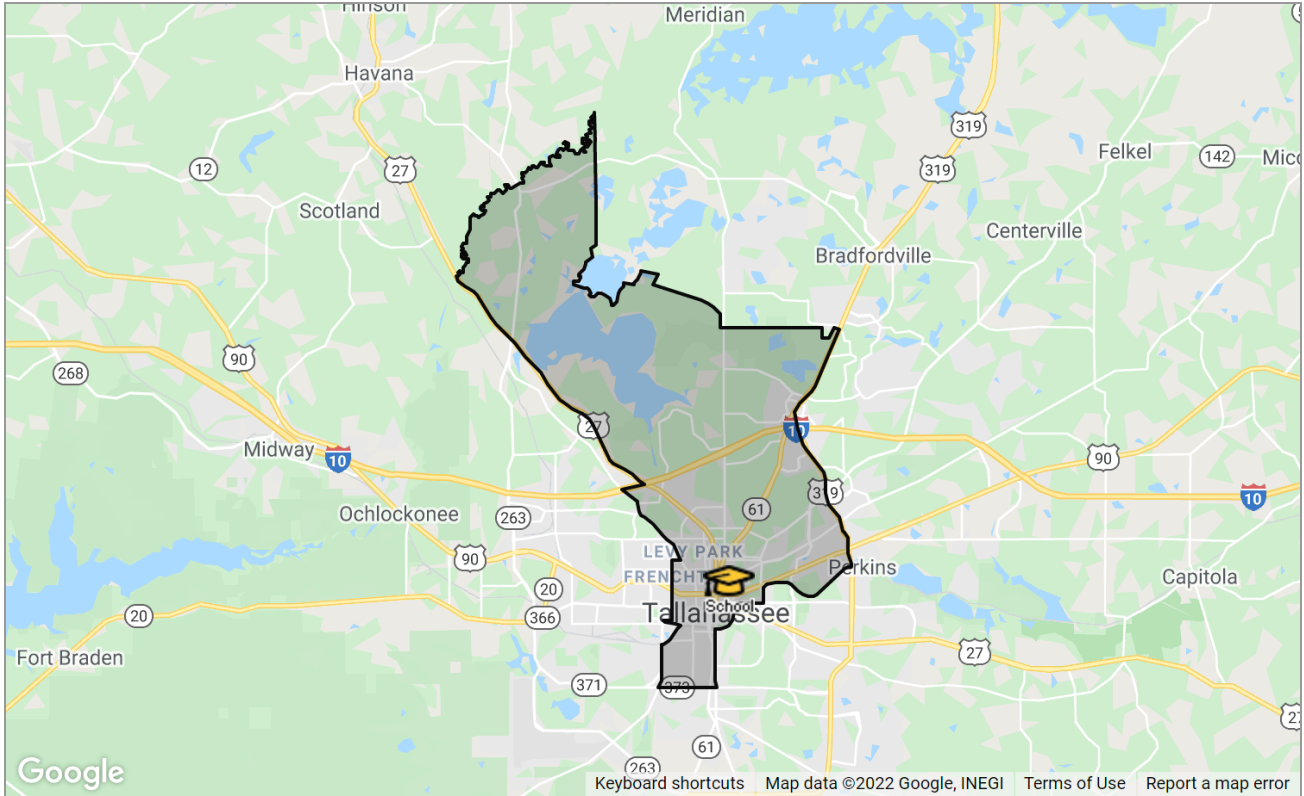 Hinson
Meridian
Havana
319
Felkel
142
Mico
12
27
319
Scotland
Centerville
Bradfordville
90
268
27
10
Midway
10
90
319
10
61
Ochlockonee
263
LEVY PARK
90
FRENCHT
Perkins
Capitola
20
School
20
366
Tallahassee
27
Fort Braden
371
373
27
61
263
Google
Keyboard shortcuts
Map data ©2022 Google, INEGI
Terms of Use
Report a map error